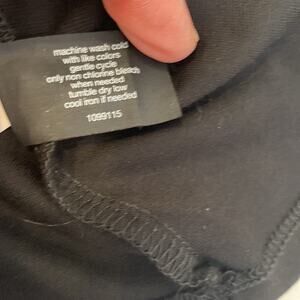 machine wash cold
with like colors
gentle cycle
only non chlorine bleach
when needed
tumble dry low
cool iron if needed
1099115